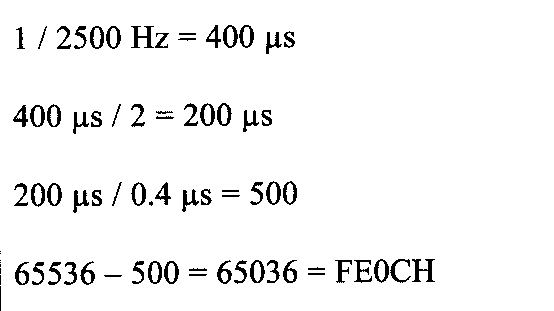 1 / 2500 Hz = 400 μs
400 μs / 2 = 200 μs
200 μs / 0.4 μs = 500
65536 – 500 = 65036 = FE0CH